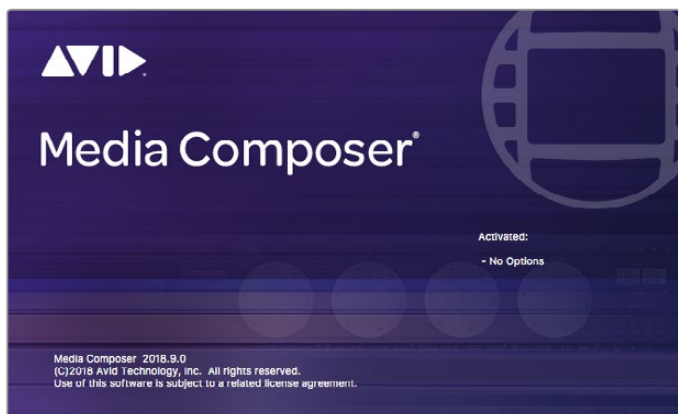 AVID
Media Composer®
Activated:
- No Options
Media Composer 2018.9.0
(C)2018 Avid Technology, Inc. All rights reserved.
Use of this software is subject to a related license agreement.